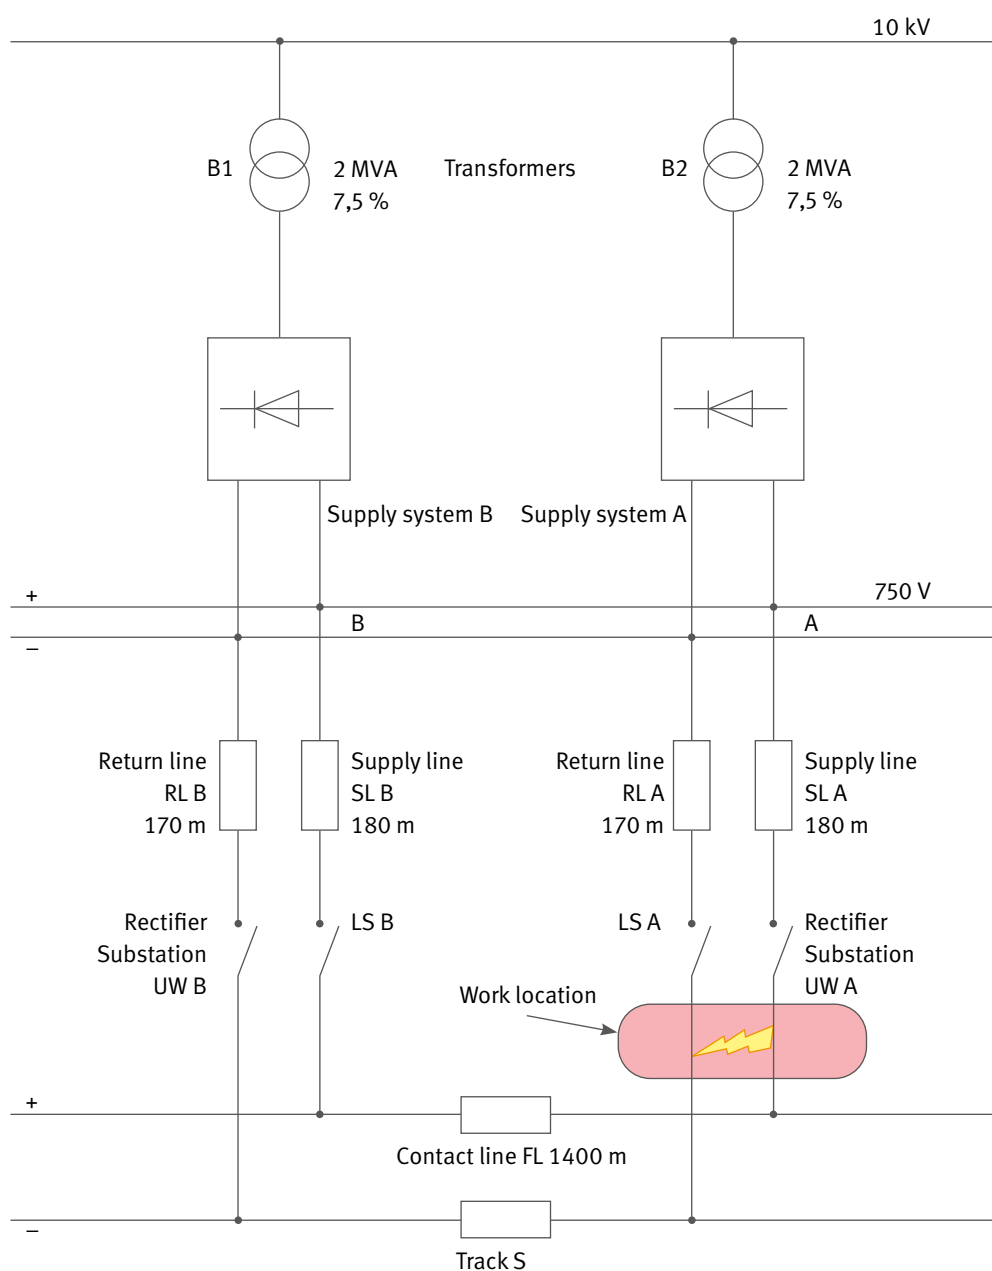 10 kV
B1
2 MVA
7,5 %
Transformers
B2
2 MVA
7,5 %
Supply system B
Supply system A
+
750 V
B
A
–
Return line
RL B
170 m
Supply line
SL B
180 m
Return line
RL A
170 m
Supply line
SL A
180 m
Rectifier
Substation
UW B
LS B
LS A
Rectifier
Substation
UW A
Work location
+
Contact line FL 1400 m
–
Track S